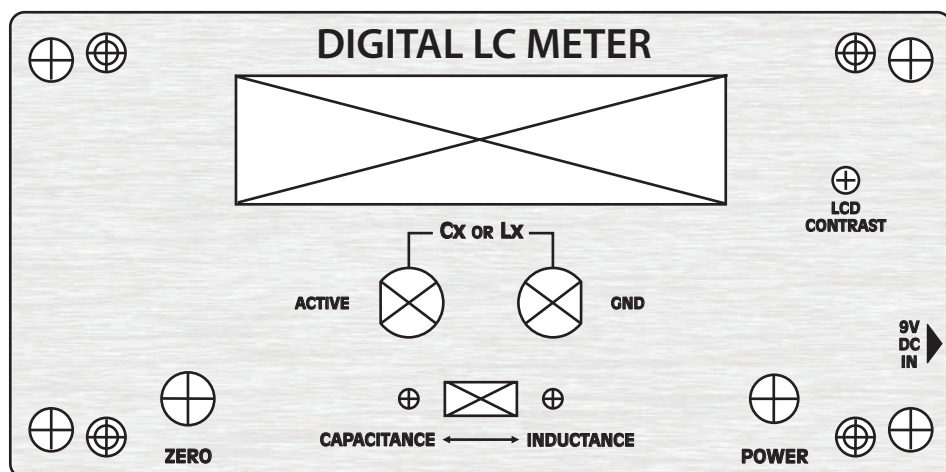 DIGITAL LC METER
LCD
CONTRAST
Cx OR Lx
ACTIVE
GND
9V
DC
IN
CAPACITANCE
INDUCTANCE
ZERO
POWER